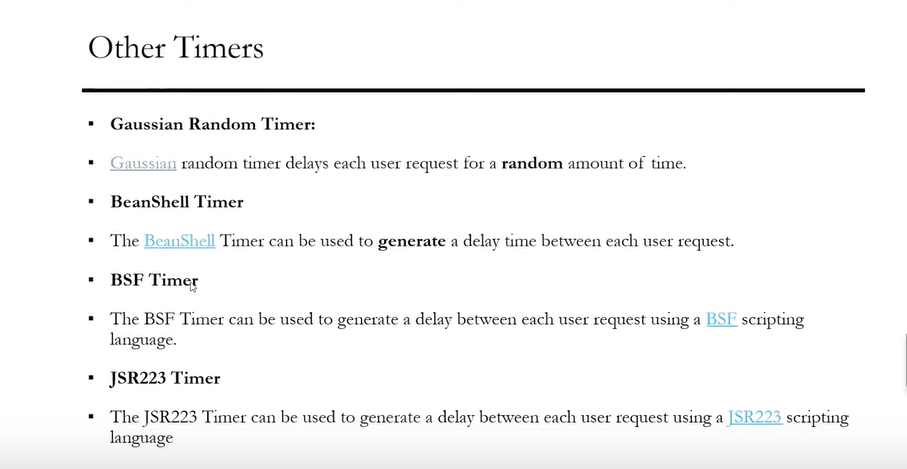 Other Timers
▪ Gaussian Random Timer:
▪ Gaussian random timer delays each user request for a random amount of time.
▪ BeanShell Timer
▪ The BeanShell Timer can be used to generate a delay time between each user request.
▪ BSF Timer
▪ The BSF Timer can be used to generate a delay between each user request using a BSF scripting
language.
▪ JSR223 Timer
▪ The JSR223 Timer can be used to generate a delay between each user request using a JSR223 scripting
language